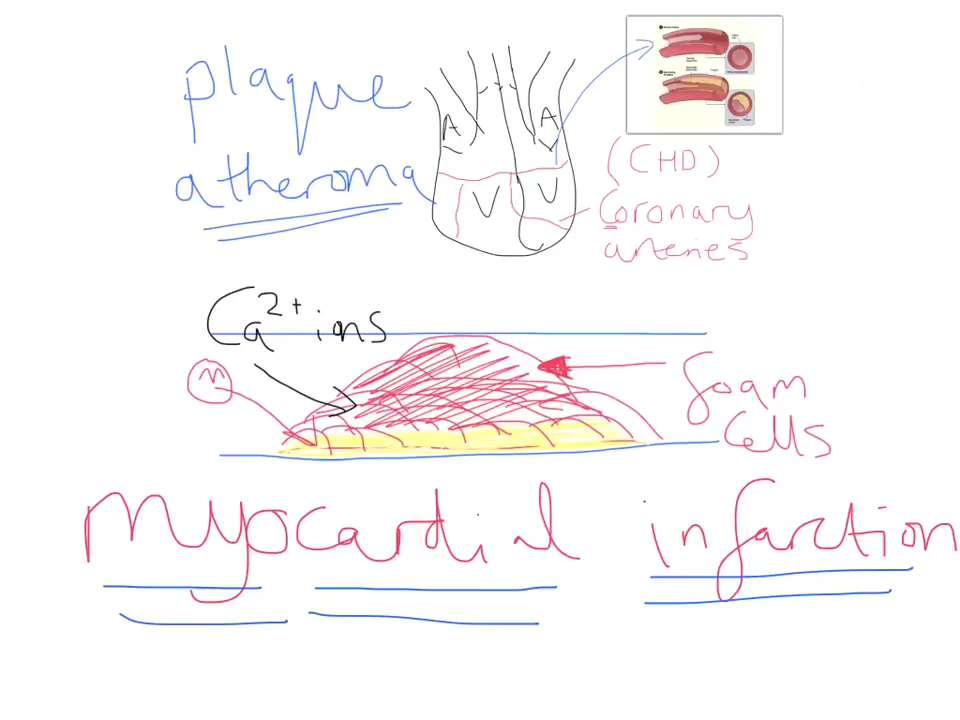 plaque
atheroma
A
A
V
V
(CHD)
Coronary
arteries
Ca2+ ions
M
foam
cells
myocardial infarction